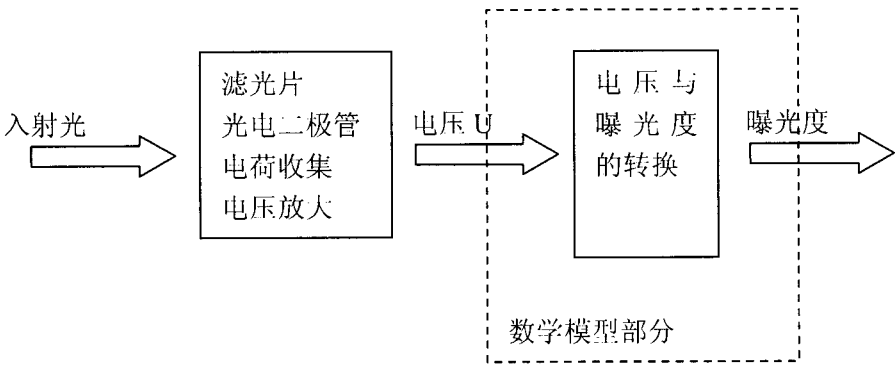 入射光
滤光片
光电二极管
电荷收集
电压放大
电压 U
电压与
曝光度
的转换
曝光度
数学模型部分